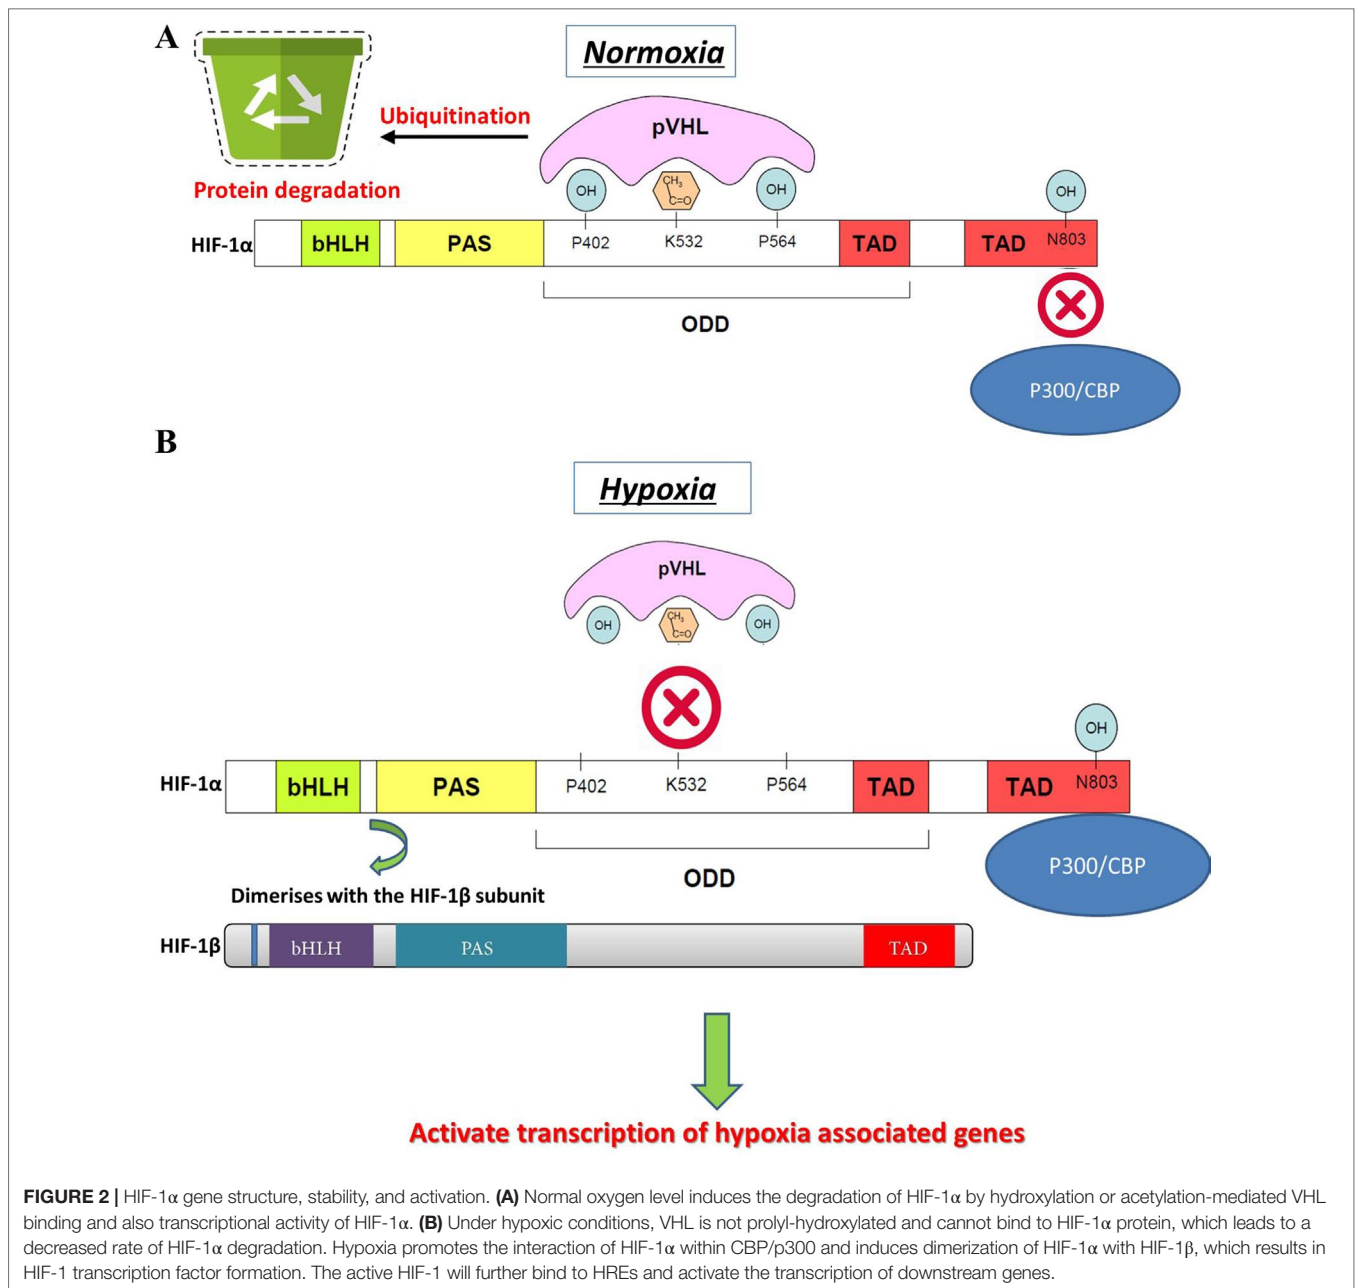 A
Normoxia
Ubiquitination
pVHL
OH
CH₃
C=O
OH
OH
Protein degradation
HIF-1α
bHLH
PAS
P402
K532
P564
TAD
TAD
N803
ODD
P300/CBP
B
Hypoxia
pVHL
OH
CH₃
C=O
OH
OH
HIF-1α
bHLH
PAS
P402
K532
P564
TAD
TAD
N803
ODD
P300/CBP
Dimerises with the HIF-1β subunit
HIF-1β
bHLH
PAS
TAD
Activate transcription of hypoxia associated genes
FIGURE 2 | HIF-1α gene structure, stability, and activation. (A) Normal oxygen level induces the degradation of HIF-1α by hydroxylation or acetylation-mediated VHL
binding and also transcriptional activity of HIF-1α. (B) Under hypoxic conditions, VHL is not prolyl-hydroxylated and cannot bind to HIF-1α protein, which leads to a
decreased rate of HIF-1α degradation. Hypoxia promotes the interaction of HIF-1α within CBP/p300 and induces dimerization of HIF-1α with HIF-1β, which results in
HIF-1 transcription factor formation. The active HIF-1 will further bind to HREs and activate the transcription of downstream genes.